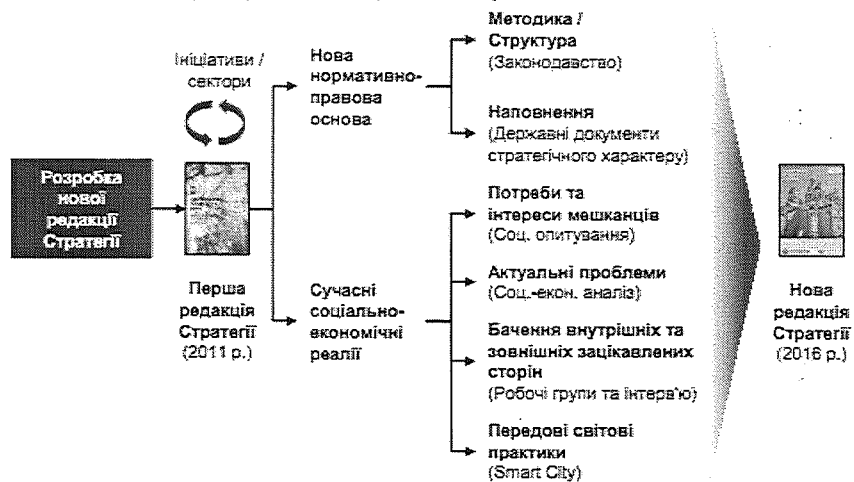 Розробка
нової
редакції
Стратегії
Ініціативи /
сектори
Перша
редакція
Стратегії
(2011 р.)
Нова
нормативно-
правова
основа
Сучасні
соціально-
економічні
реалії
Методика /
Структура
(Законодавство)
Наповнення
(Державні документи
стратегічного характеру)
Потреби та
інтереси мешканців
(Соц. опитування)
Актуальні проблеми
(Соц.-екон. аналіз)
Бачення внутрішніх та
зовнішніх зацікавлених
сторін
(Робочі групи та інтерв'ю)
Передові світові
практики
(Smart City)
Нова
редакція
Стратегії
(2016 р.)